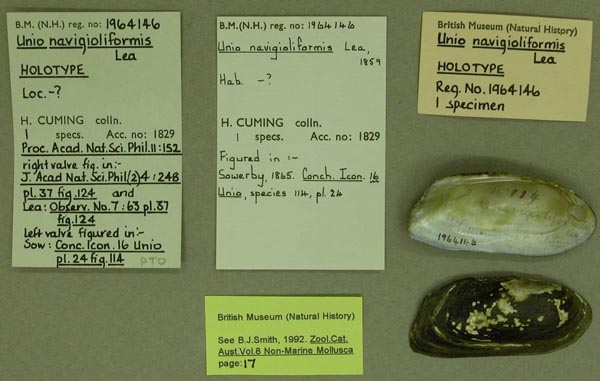 B.M. (N.H.) reg. no: 1964146
Unio navigioliformis
Lea
HOLOTYPE
Loc. -?
H. CUMING colln.
1 specs. Acc. no: 1829
Proc. Acad. Nat. Sci. Phil. 11:152
right valve fig. in:-
J. Acad Nat. Sci. Phil (2) 4:248
pl. 37 fig. 124 and
Lea: Observ. No. 7: 63 pl. 37
fig. 124
Left valve figured in:-
Sow: Conc. Icon. 16 Unio
pl. 24 fig. 114
PTO
B.M.(N.H.) reg. no: 1964146
Unio navigioliformis Lea,
1859
Hab. -?
H. CUMING colln.
1 specs. Acc. no: 1829
Figured in :-
Sowerby, 1865. Conch. Icon. 16
Unio, species 114, pl. 24
British Museum (Natural History)
Unio navigioliformis
Lea
HOLOTYPE
Reg. No. 1964146
1 specimen
British Museum (Natural History)
See B.J.Smith, 1992. Zool.Cat.
Aust.Vol.8 Non-Marine Mollusca
page: 17